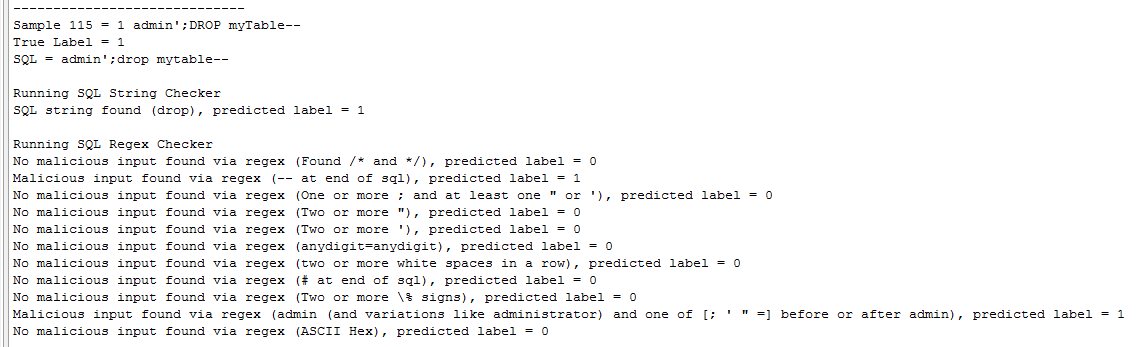 -----------------------------
Sample 115 = 1 admin';DROP myTable--
True Label = 1
SQL = admin';drop mytable--
Running SQL String Checker
SQL string found (drop), predicted label = 1
Running SQL Regex Checker
No malicious input found via regex (Found /* and */), predicted label = 0
Malicious input found via regex (-- at end of sql), predicted label = 1
No malicious input found via regex (One or more ; and at least one " or '), predicted label = 0
No malicious input found via regex (Two or more "), predicted label = 0
No malicious input found via regex (Two or more '), predicted label = 0
No malicious input found via regex (anydigit=anydigit), predicted label = 0
No malicious input found via regex (two or more white spaces in a row), predicted label = 0
No malicious input found via regex (# at end of sql), predicted label = 0
No malicious input found via regex (Two or more \% signs), predicted label = 0
Malicious input found via regex (admin (and variations like administrator) and one of [; ' " =] before or after admin), predicted label = 1
No malicious input found via regex (ASCII Hex), predicted label = 0